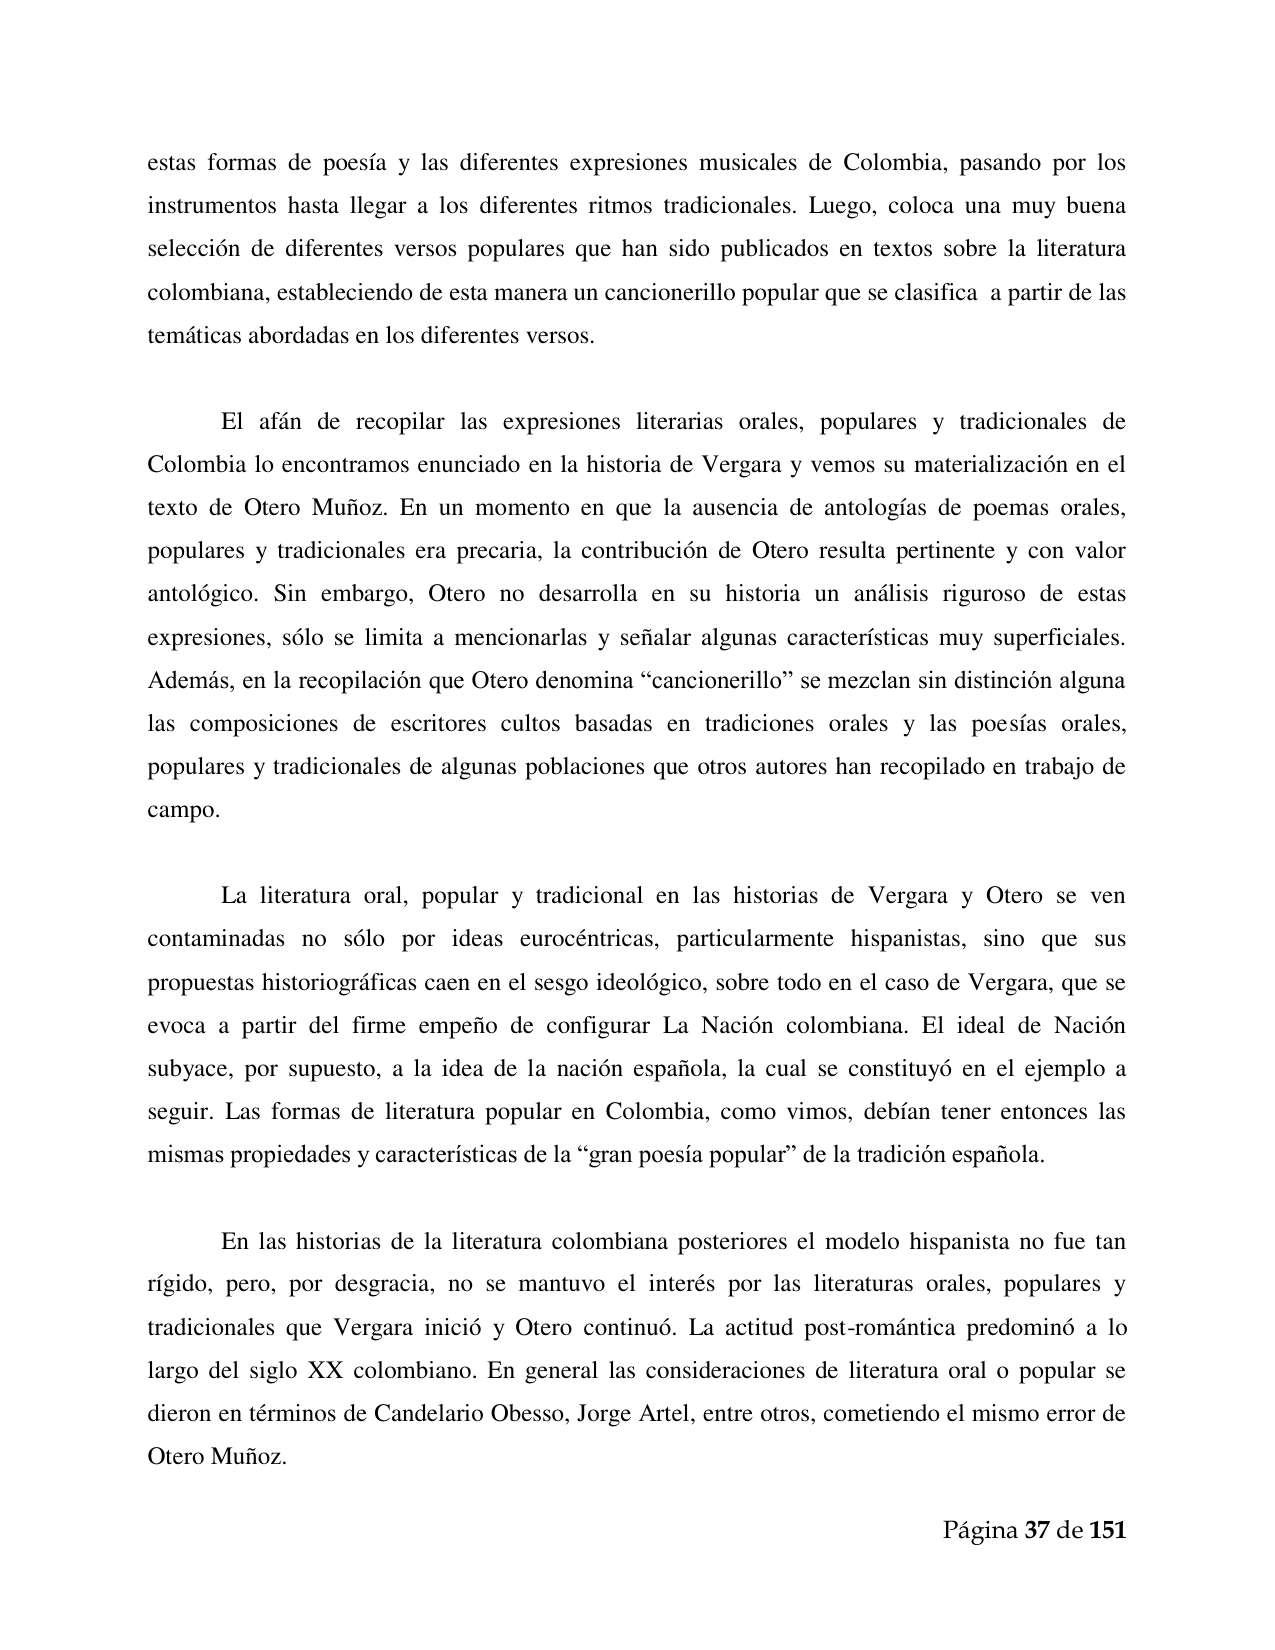 estas formas de poesía y las diferentes expresiones musicales de Colombia, pasando por los
instrumentos hasta llegar a los diferentes ritmos tradicionales. Luego, coloca una muy buena
selección de diferentes versos populares que han sido publicados en textos sobre la literatura
colombiana, estableciendo de esta manera un cancionerillo popular que se clasifica  a partir de las
temáticas abordadas en los diferentes versos.
El afán de recopilar las expresiones literarias orales, populares y tradicionales de
Colombia lo encontramos enunciado en la historia de Vergara y vemos su materialización en el
texto de Otero Muñoz. En un momento en que la ausencia de antologías de poemas orales,
populares y tradicionales era precaria, la contribución de Otero resulta pertinente y con valor
antológico. Sin embargo, Otero no desarrolla en su historia un análisis riguroso de estas
expresiones, sólo se limita a mencionarlas y señalar algunas características muy superficiales.
Además, en la recopilación que Otero denomina “cancionerillo” se mezclan sin distinción alguna
las composiciones de escritores cultos basadas en tradiciones orales y las poesías orales,
populares y tradicionales de algunas poblaciones que otros autores han recopilado en trabajo de
campo.
La literatura oral, popular y tradicional en las historias de Vergara y Otero se ven
contaminadas no sólo por ideas eurocéntricas, particularmente hispanistas, sino que sus
propuestas historiográficas caen en el sesgo ideológico, sobre todo en el caso de Vergara, que se
evoca a partir del firme empeño de configurar La Nación colombiana. El ideal de Nación
subyace, por supuesto, a la idea de la nación española, la cual se constituyó en el ejemplo a
seguir. Las formas de literatura popular en Colombia, como vimos, debían tener entonces las
mismas propiedades y características de la “gran poesía popular” de la tradición española.
En las historias de la literatura colombiana posteriores el modelo hispanista no fue tan
rígido, pero, por desgracia, no se mantuvo el interés por las literaturas orales, populares y
tradicionales que Vergara inició y Otero continuó. La actitud post-romántica predominó a lo
largo del siglo XX colombiano. En general las consideraciones de literatura oral o popular se
dieron en términos de Candelario Obesso, Jorge Artel, entre otros, cometiendo el mismo error de
Otero Muñoz.
Página 37 de 151